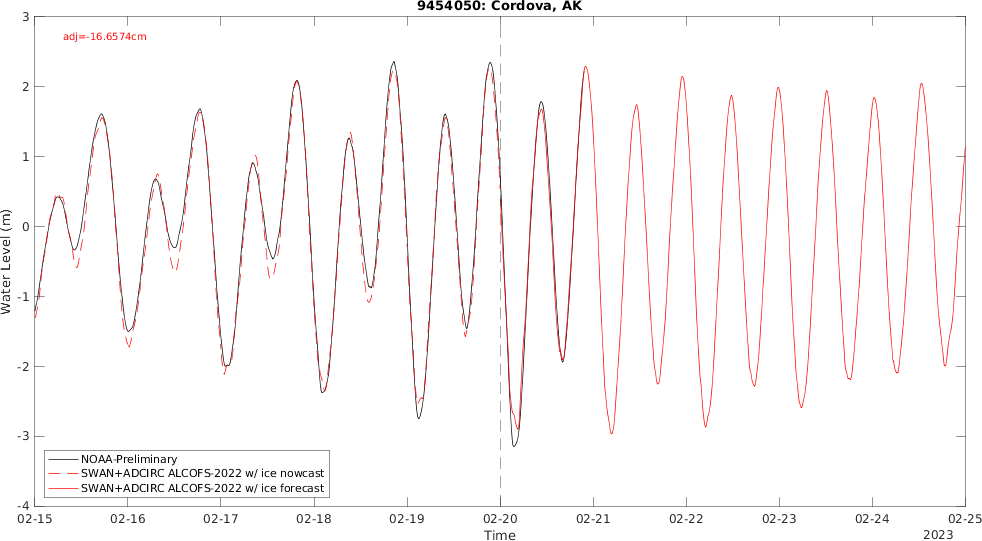 9454050: Cordova, AK
adj=-16.6574cm
3
2
1
0
-1
-2
-3
-4
Water Level (m)
NOAA-Preliminary
SWAN+ADCIRC ALCOFS-2022 w/ ice nowcast
SWAN+ADCIRC ALCOFS-2022 w/ ice forecast
02-15 02-16 02-17 02-18 02-19 02-20 02-21 02-22 02-23 02-24 02-25
Time
2023